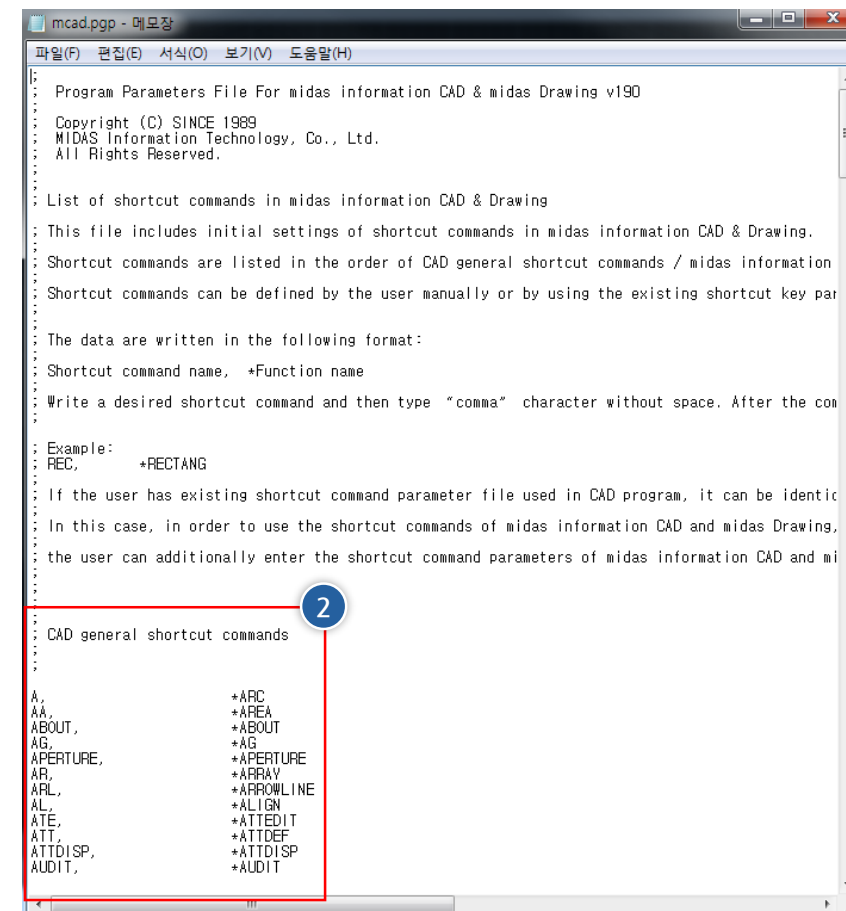 mcad.pgp - 메모장
파일(F) 편집(E) 서식(O) 보기(V) 도움말(H)
;
; Program Parameters File For midas information CAD & midas Drawing v190
;
; Copyright (C) SINCE 1989
; MIDAS Information Technology, Co., Ltd.
; All Rights Reserved.
;
;
; List of shortcut commands in midas information CAD & Drawing
;
; This file includes initial settings of shortcut commands in midas information CAD & Drawing.
;
; Shortcut commands are listed in the order of CAD general shortcut commands / midas information
;
; Shortcut commands can be defined by the user manually or by using the existing shortcut key par
;
;
; The data are written in the following format:
;
; Shortcut command name, *Function name
;
; Write a desired shortcut command and then type “comma” character without space. After the com
;
; Example:
; REC, *RECTANG
;
; If the user has existing shortcut command parameter file used in CAD program, it can be identic
;
; In this case, in order to use the shortcut commands of midas information CAD and midas Drawing,
;
; the user can additionally enter the shortcut command parameters of midas information CAD and mi
;
;
;
2
;
; CAD general shortcut commands
;
;
A, *ARC
AA, *AREA
ABOUT, *ABOUT
AG, *AG
APERTURE, *APERTURE
AR, *ARRAY
ARL, *ARROWLINE
AL, *ALIGN
ATE, *ATTEDIT
ATT, *ATTDEF
ATTDISP, *ATTDISP
AUDIT, *AUDIT